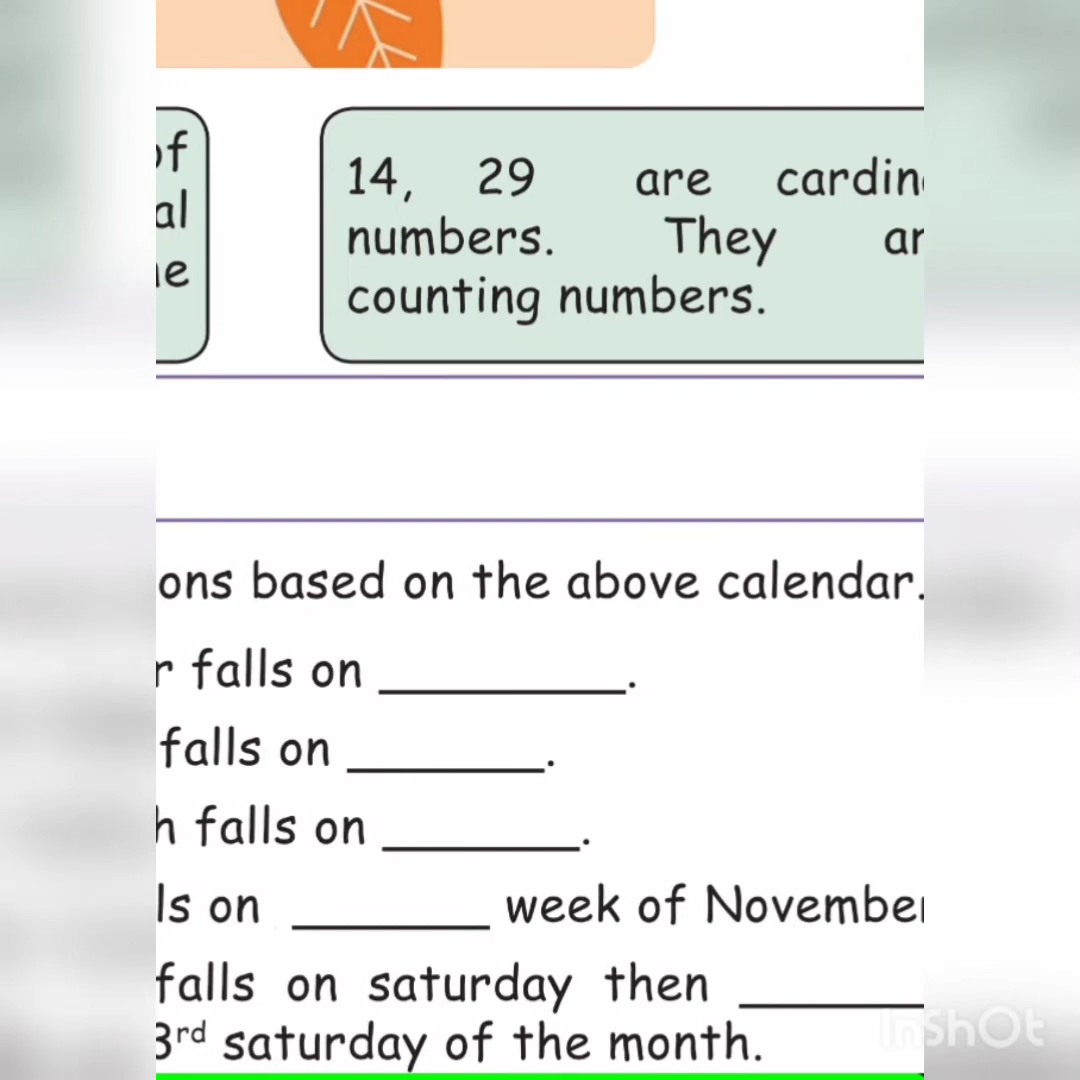 of
al
14, 29 are cardin
numbers. They ar
counting numbers.
ons based on the above calendar.
r falls on ________.
falls on ________.
h falls on ________.
ls on ________ week of November
falls on saturday then ________
3rd saturday of the month.
InShOt